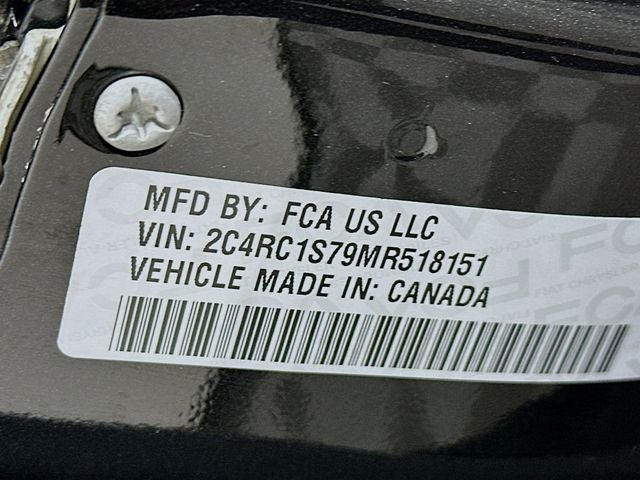 MFD BY: FCA US LLC
VIN: 2C4RC1S79MR518151
VEHICLE MADE IN: CANADA